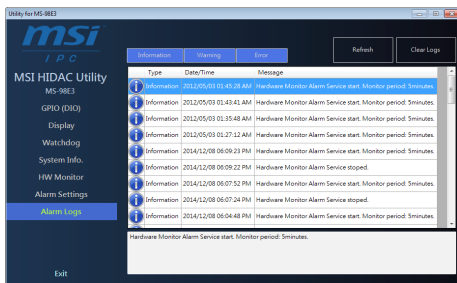 Utility for MS-98E3
msi
IPC
MSI HIDAC Utility
MS-98E3
GPIO (DIO)
Display
Watchdog
System Info.
HW Monitor
Alarm Settings
Alarm Logs
Exit
Information Warning Error
Refresh Clear Logs
Type Date/Time Message
Information 2012/05/03 01:45:28 AM Hardware Monitor Alarm Service start. Monitor period: 5minutes.
Information 2012/05/03 01:43:41 AM Hardware Monitor Alarm Service start. Monitor period: 5minutes.
Information 2012/05/03 01:35:48 AM Hardware Monitor Alarm Service start. Monitor period: 5minutes.
Information 2012/05/03 01:27:12 AM Hardware Monitor Alarm Service start. Monitor period: 5minutes.
Information 2014/12/08 06:09:23 PM Hardware Monitor Alarm Service start. Monitor period: 5minutes.
Information 2014/12/08 06:09:22 PM Hardware Monitor Alarm Service stoped.
Information 2014/12/08 06:07:52 PM Hardware Monitor Alarm Service start. Monitor period: 5minutes.
Information 2014/12/08 06:07:24 PM Hardware Monitor Alarm Service stoped.
Information 2014/12/08 06:04:48 PM Hardware Monitor Alarm Service start. Monitor period: 5minutes.
Hardware Monitor Alarm Service start. Monitor period: 5minutes.